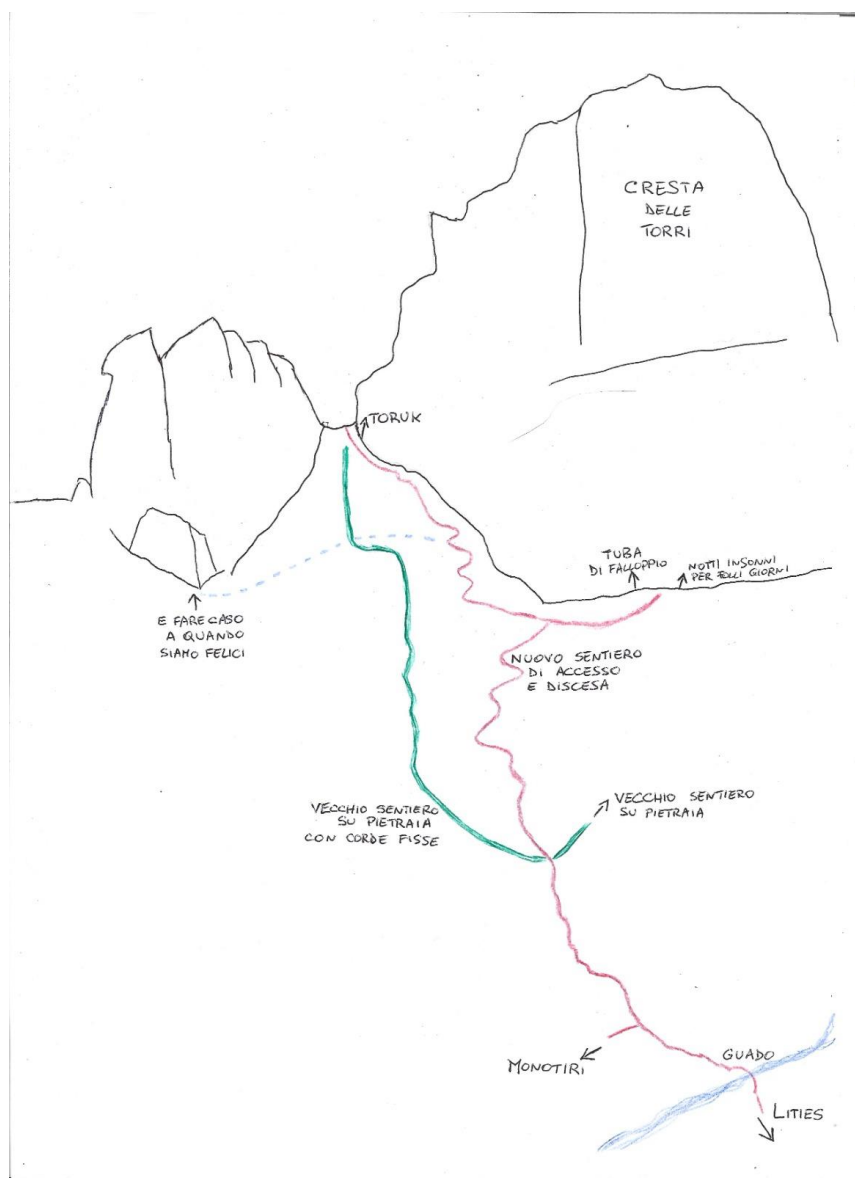 CRESTA
DELLE
TORRI
TORUK
TUBA
DI FALLOPPIO
NOTTI INSONNI
PER FOLLI GIORNI
E FARE CASO
A QUANDO
SIAMO FELICI
NUOVO SENTIERO
DI ACCESSO
E DISCESA
VECCHIO SENTIERO
SU PIETRAIA
CON CORDE FISSE
VECCHIO SENTIERO
SU PIETRAIA
MONOTIRI
GUADO
LITIES